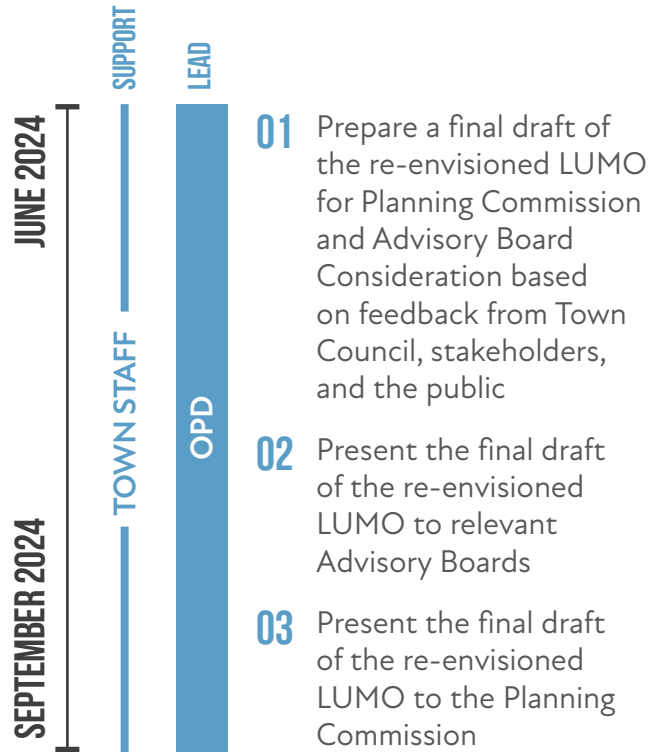 SUPPORT
LEAD
JUNE 2024
SEPTEMBER 2024
TOWN STAFF
OPD
01 Prepare a final draft of
the re-envisioned LUMO
for Planning Commission
and Advisory Board
Consideration based
on feedback from Town
Council, stakeholders,
and the public
02 Present the final draft
of the re-envisioned
LUMO to relevant
Advisory Boards
03 Present the final draft
of the re-envisioned
LUMO to the Planning
Commission